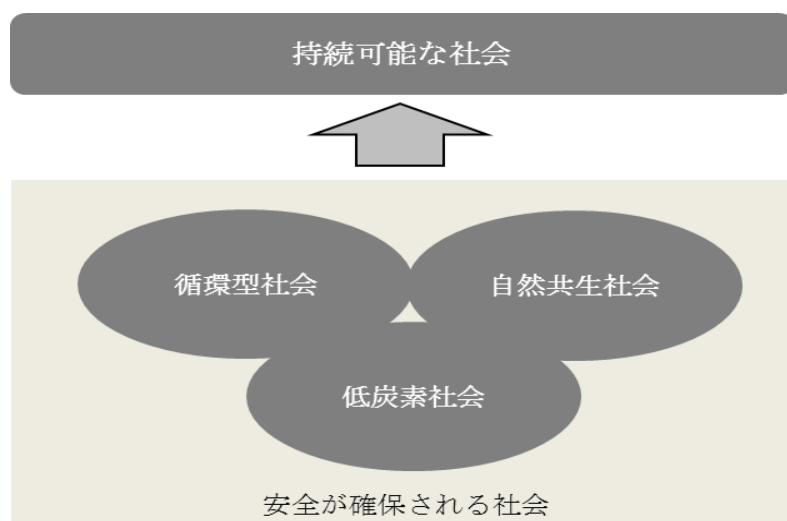 持続可能な社会
循環型社会
自然共生社会
低炭素社会
安全が確保される社会